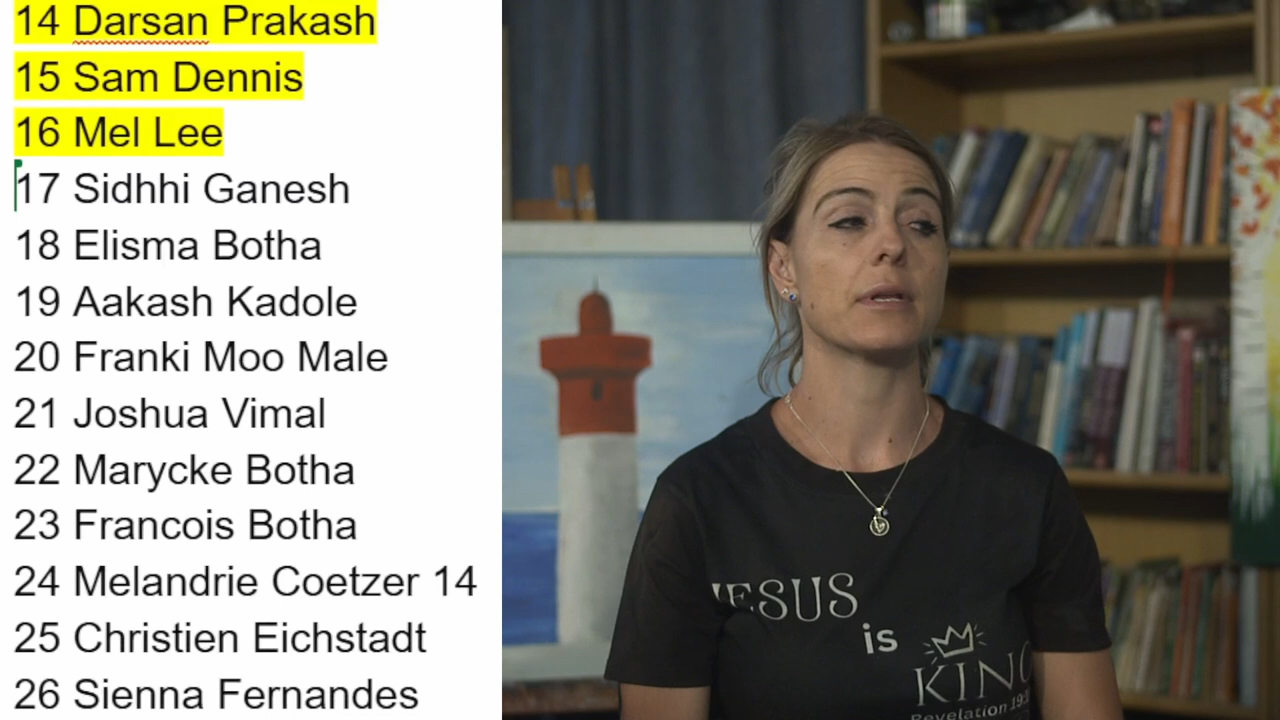 14 Darsan Prakash
15 Sam Dennis
16 Mel Lee
17 Sidhhi Ganesh
18 Elisma Botha
19 Aakash Kadole
20 Franki Moo Male
21 Joshua Vimal
22 Marycke Botha
23 Francois Botha
24 Melandrie Coetzer 14
25 Christien Eichstadt
26 Sienna Fernandes
JESUS
is
KING
Revelation